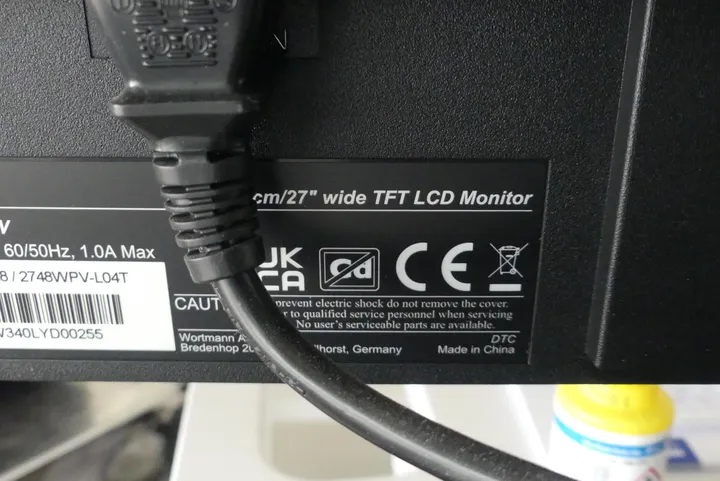 cm/27" wide TFT LCD Monitor
60/50Hz, 1.0A Max
8 / 2748WPV-L04T
340LYD00255
UK
CA
Cd
CE
CAUT
prevent electric shock do not remove the cover.
r to qualified service personnel when servicing
No user's serviceable parts are available.
Wortmann A
Bredenhop 20
lhorst, Germany
DTC
Made in China